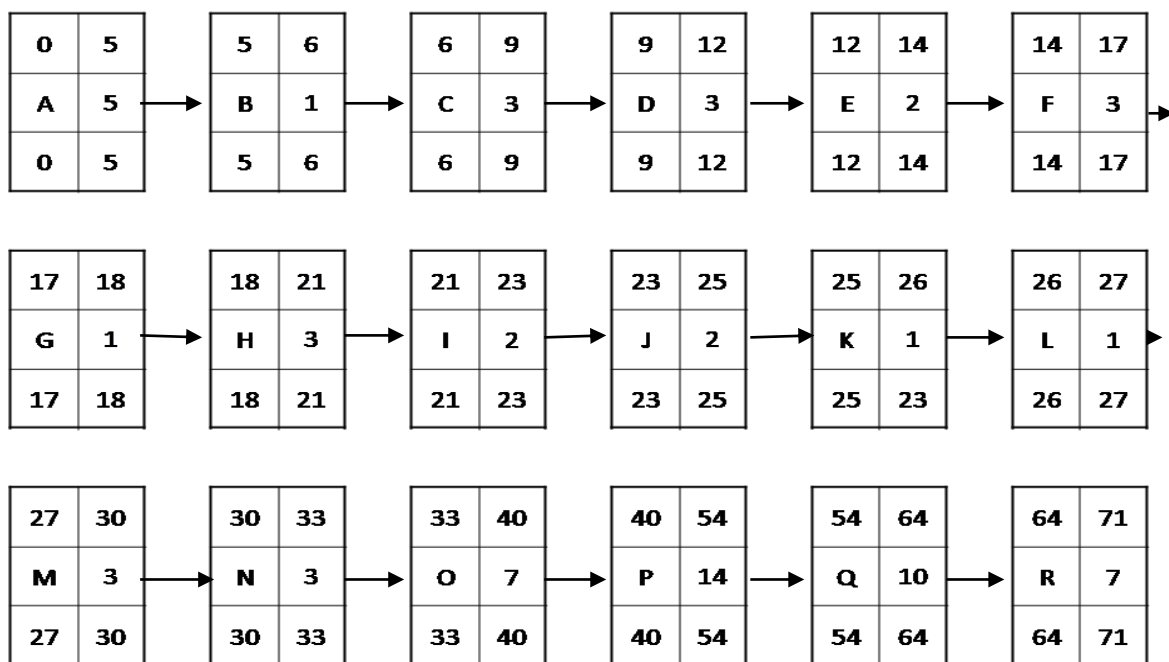 0 5 5 6 6 9 9 12 12 14 14 17
A 5 B 1 C 3 D 3 E 2 F 3
0 5 5 6 6 9 9 12 12 14 14 17
17 18 18 21 21 23 23 25 25 26 26 27
G 1 H 3 I 2 J 2 K 1 L 1
17 18 18 21 21 23 23 25 25 23 26 27
27 30 30 33 33 40 40 54 54 64 64 71
M 3 N 3 O 7 P 14 Q 10 R 7
27 30 30 33 33 40 40 54 54 64 64 71